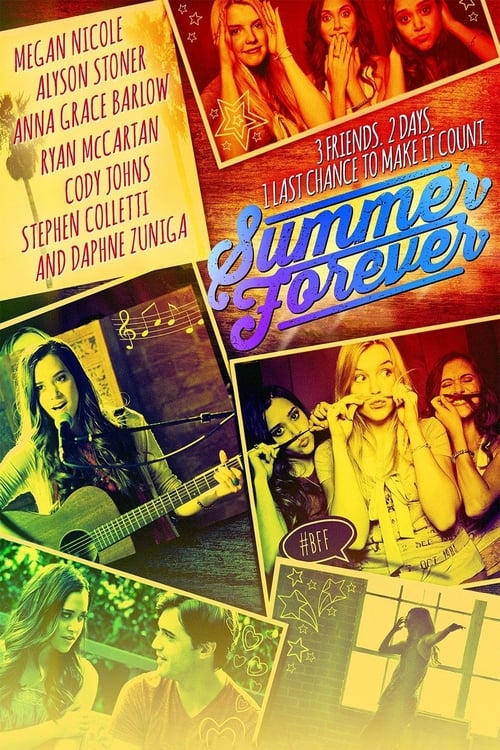 MEGAN NICOLE
ALYSON STONER
ANNA GRACE BARLOW
RYAN McCARTAN
CODY JOHNS
STEPHEN COLLETTI
AND DAPHNE ZUNIGA
3 FRIENDS. 2 DAYS.
1 LAST CHANCE TO MAKE IT COUNT.
Summer
Forever
#BFF